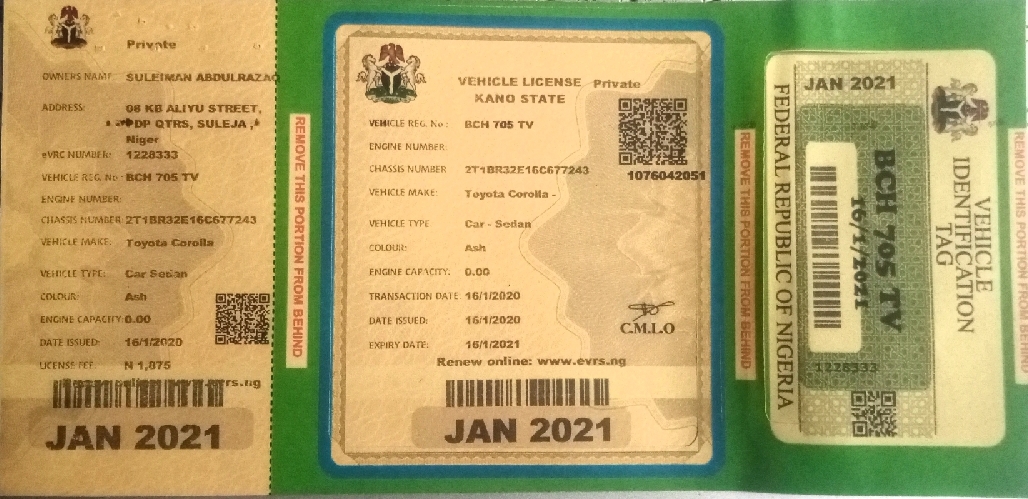 Private
OWNERS NAME: SULEIMAN ABDULRAZAQ
ADDRESS: 08 KB ALIYU STREET,
PDP QTRS, SULEJA,
Niger
eVRC NUMBER: 1228333
VEHICLE REG. No: BCH 705 TV
ENGINE NUMBER:
CHASSIS NUMBER: 2T1BR32E16C677243
VEHICLE MAKE: Toyota Corolla
VEHICLE TYPE: Car Sedan
COLOUR: Ash
ENGINE CAPACITY: 0.00
DATE ISSUED: 16/1/2020
LICENSE FEE: N 1,875
JAN 2021
REMOVE THIS PORTION FROM BEHIND
VEHICLE LICENSE Private
KANO STATE
VEHICLE REG. No: BCH 705 TV
ENGINE NUMBER:
CHASSIS NUMBER 2T1BR32E16C677243
1076042051
VEHICLE MAKE: Toyota Corolla -
VEHICLE TYPE Car - Sedan
COLOUR: Ash
ENGINE CAPACITY: 0.00
TRANSACTION DATE: 16/1/2020
DATE ISSUED: 16/1/2020
C.M.L.O
EXPIRY DATE: 16/1/2021
Renew online: www.evrs.ng
JAN 2021
REMOVE THIS PORTION FROM BEHIND
JAN 2021
FEDERAL REPUBLIC OF NIGERIA
16/1/2021
BCH 705 TV
1228333
VEHICLE
IDENTIFICATION
TAG
REMOVE THIS PORTION FROM BEHIND